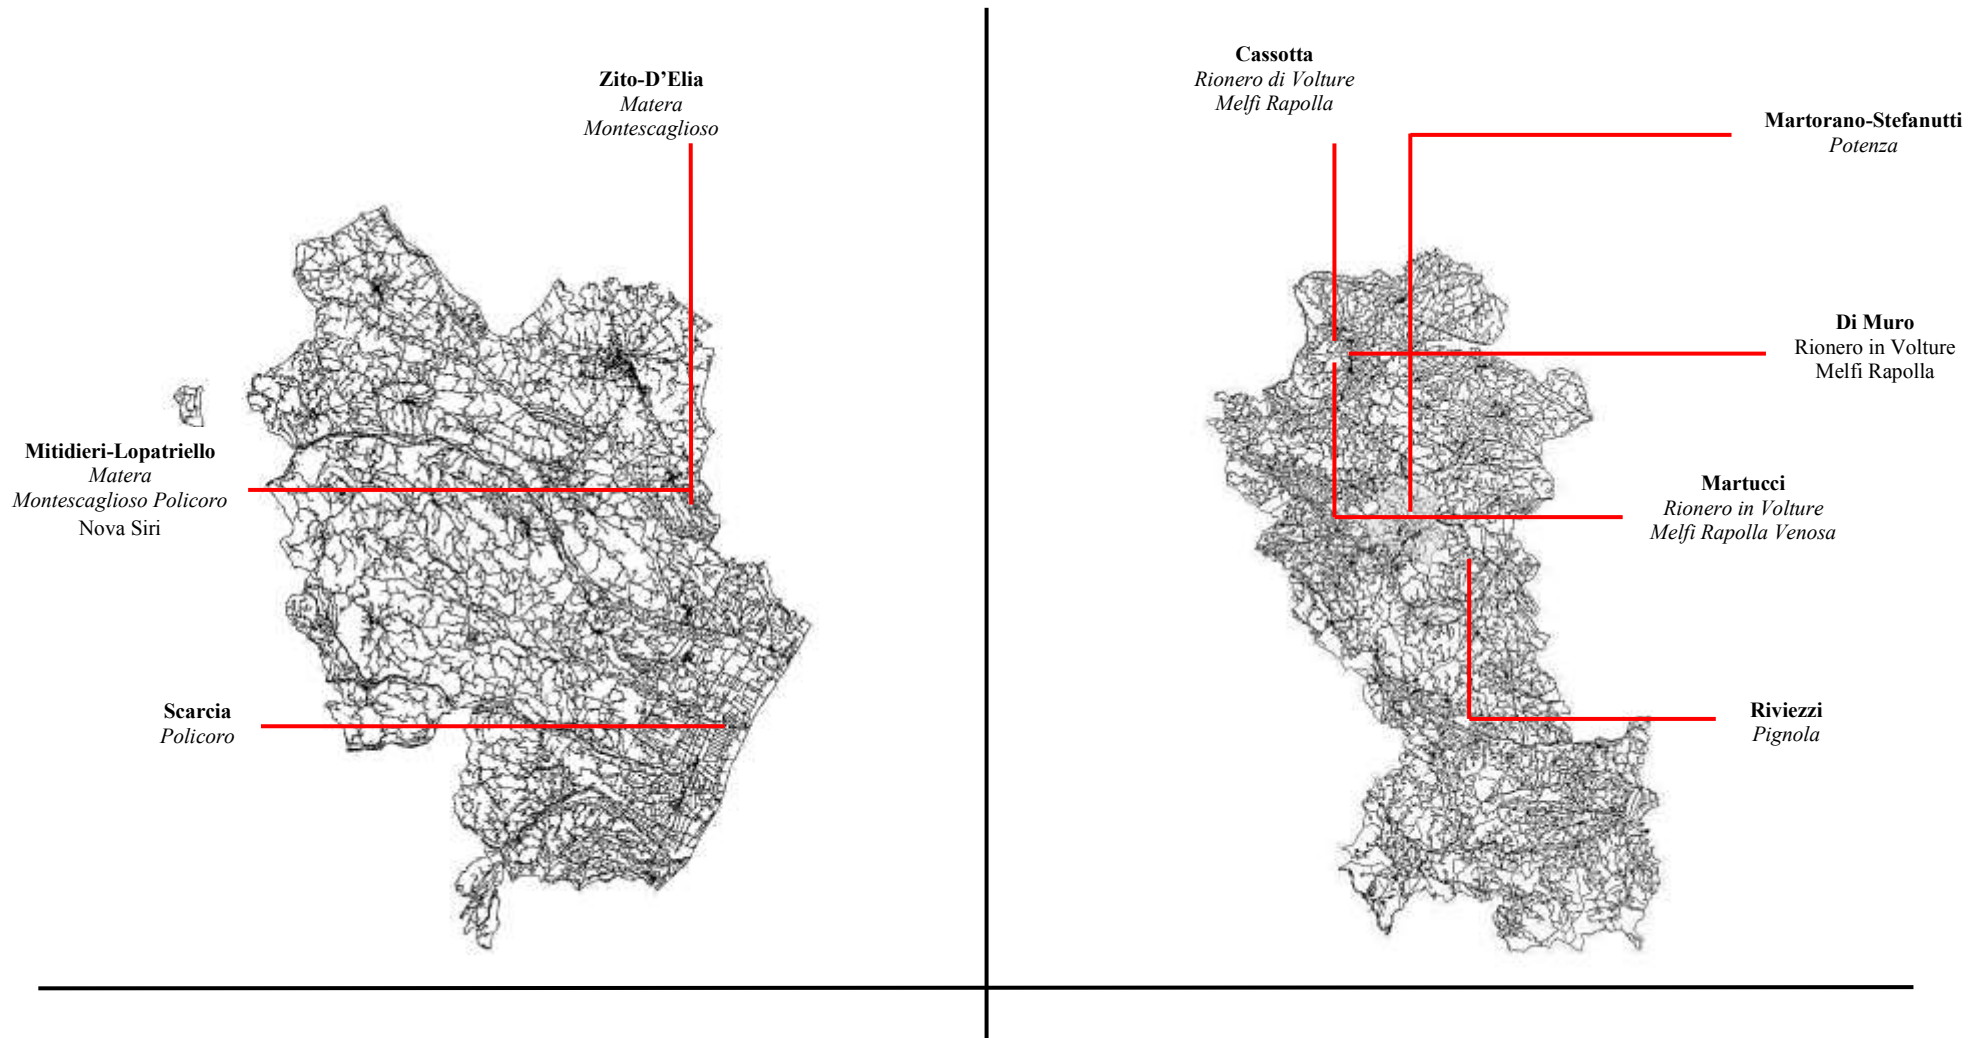 Zito-D’Elia
Matera
Montescaglioso
Mitidieri-Lopatriello
Matera
Montescaglioso Policoro
Nova Siri
Scarcia
Policoro
Cassotta
Rionero di Volture
Melfi Rapolla
Martorano-Stefanutti
Potenza
Di Muro
Rionero in Volture
Melfi Rapolla
Martucci
Rionero in Volture
Melfi Rapolla Venosa
Riviezzi
Pignola